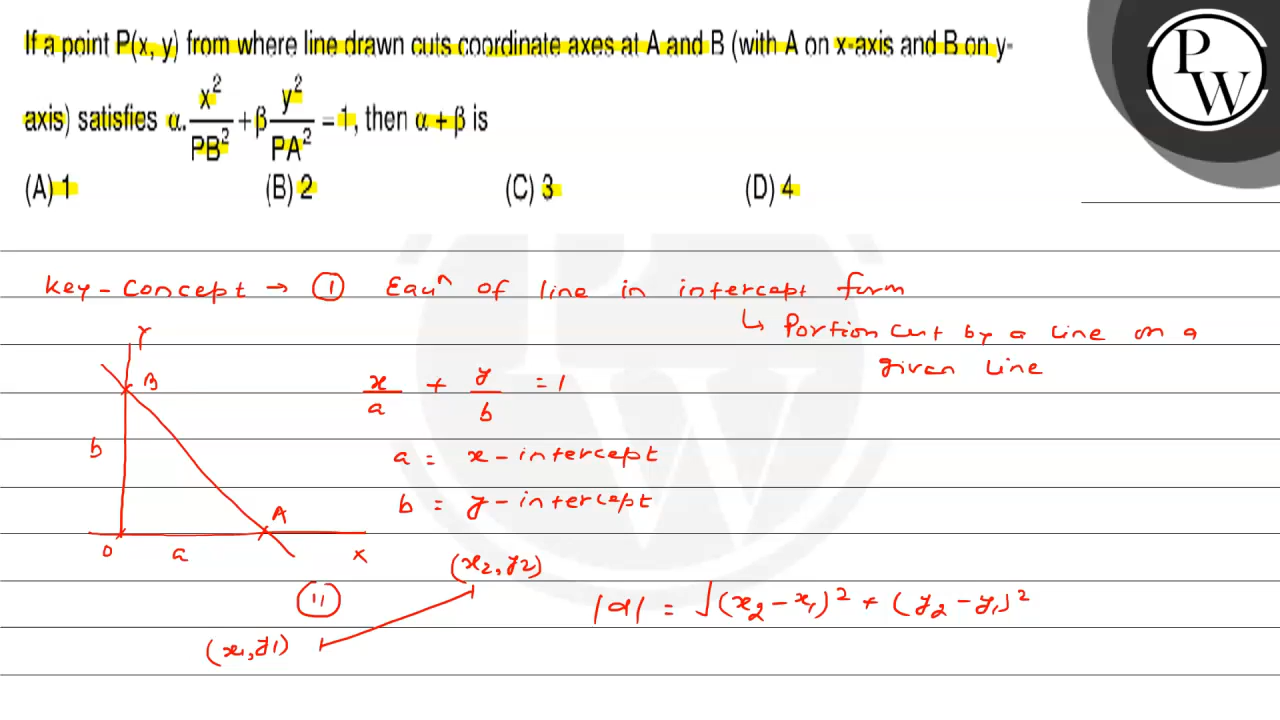 If a point P(x, y) from where line drawn cuts coordinate axes at A and B (with A on x-axis and B on y-
axis) satisfies α. x²/PB² + β y²/PA² = 1, then α + β is
(A) 1 (B) 2 (C) 3 (D) 4
PW
Key - Concept → ① Equⁿ of line in intercept form
↳ Portion cut by a line on a
given line
Y
B
x/a + y/b = 1
b
a = x - intercept
b = y - intercept
A
O a X
(x2, y2)
(11)
|d| = √(x2 - x1)² + (y2 - y1)²
(x1, y1)